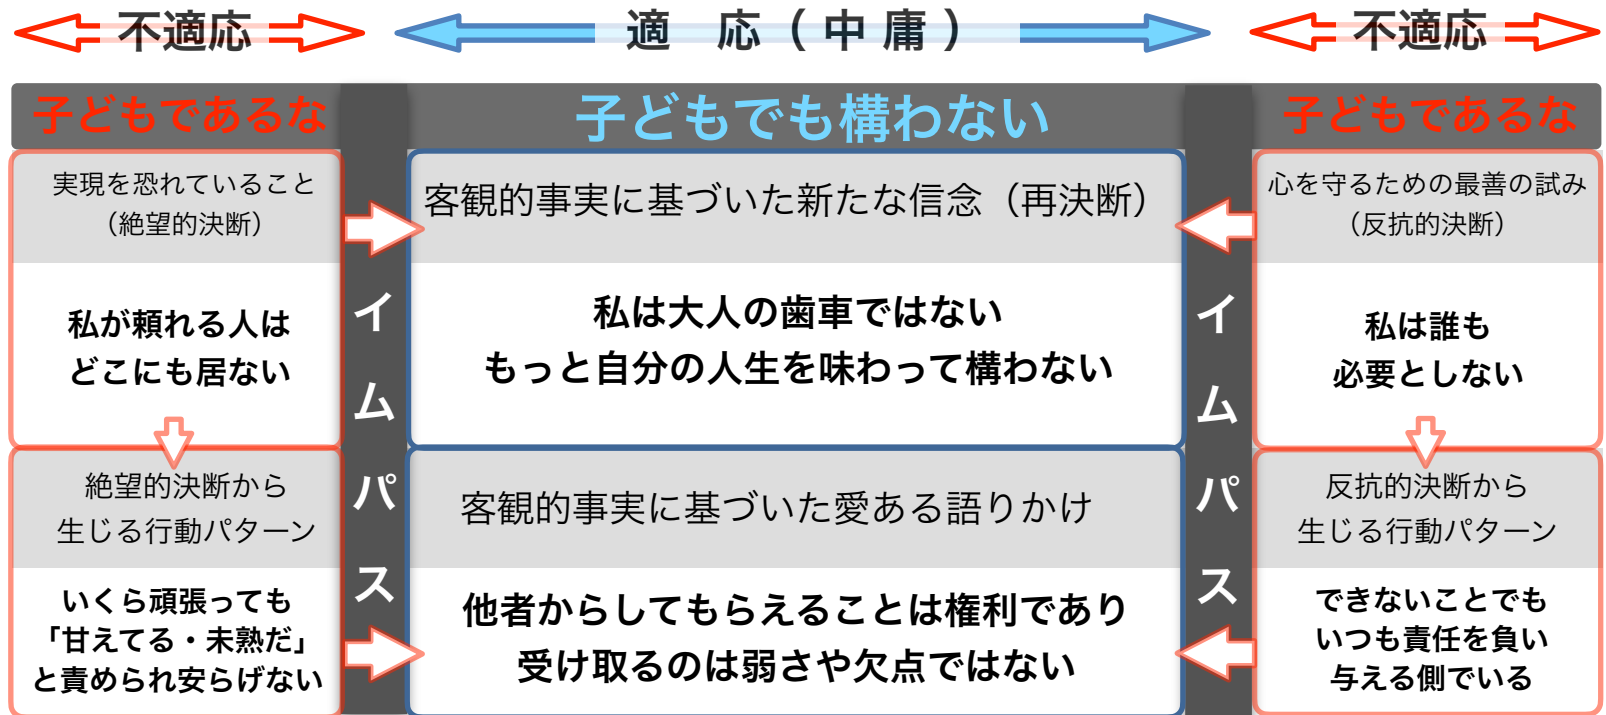 不適応
適　応（中 庸）
不適応
子どもであるな
子どもでも構わない
子どもであるな
実現を恐れていること
（絶望的決断）
私が頼れる人は
どこにも居ない
絶望的決断から
生じる行動パターン
いくら頑張っても
「甘えてる・未熟だ」
と責められ安らげない
イムパス
客観的事実に基づいた新たな信念（再決断）
私は大人の歯車ではない
もっと自分の人生を味わって構わない
客観的事実に基づいた愛ある語りかけ
他者からしてもらえることは権利であり
受け取るのは弱さや欠点ではない
イムパス
心を守るための最善の試み
（反抗的決断）
私は誰も
必要としない
反抗的決断から
生じる行動パターン
できないことでも
いつも責任を負い
与える側でいる